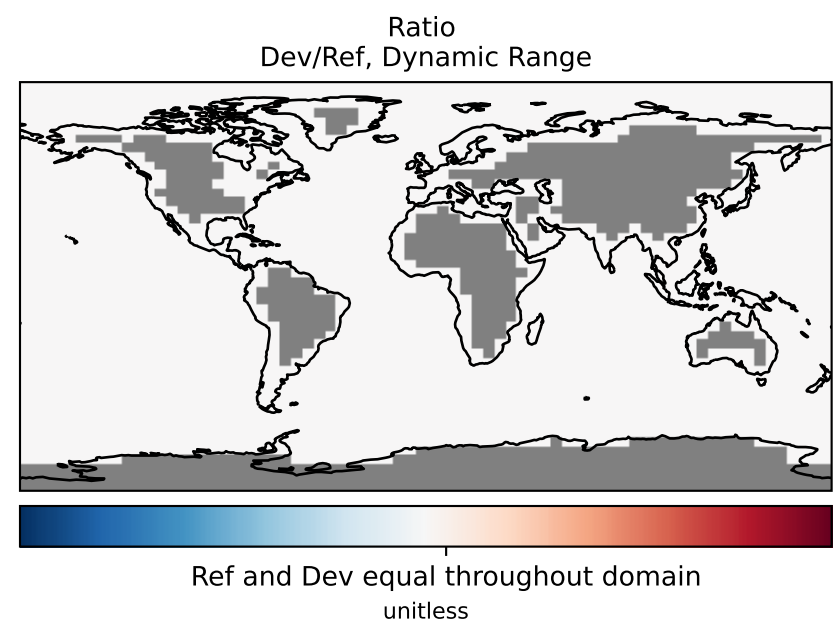 Ratio
Dev/Ref, Dynamic Range
Ref and Dev equal throughout domain
unitless